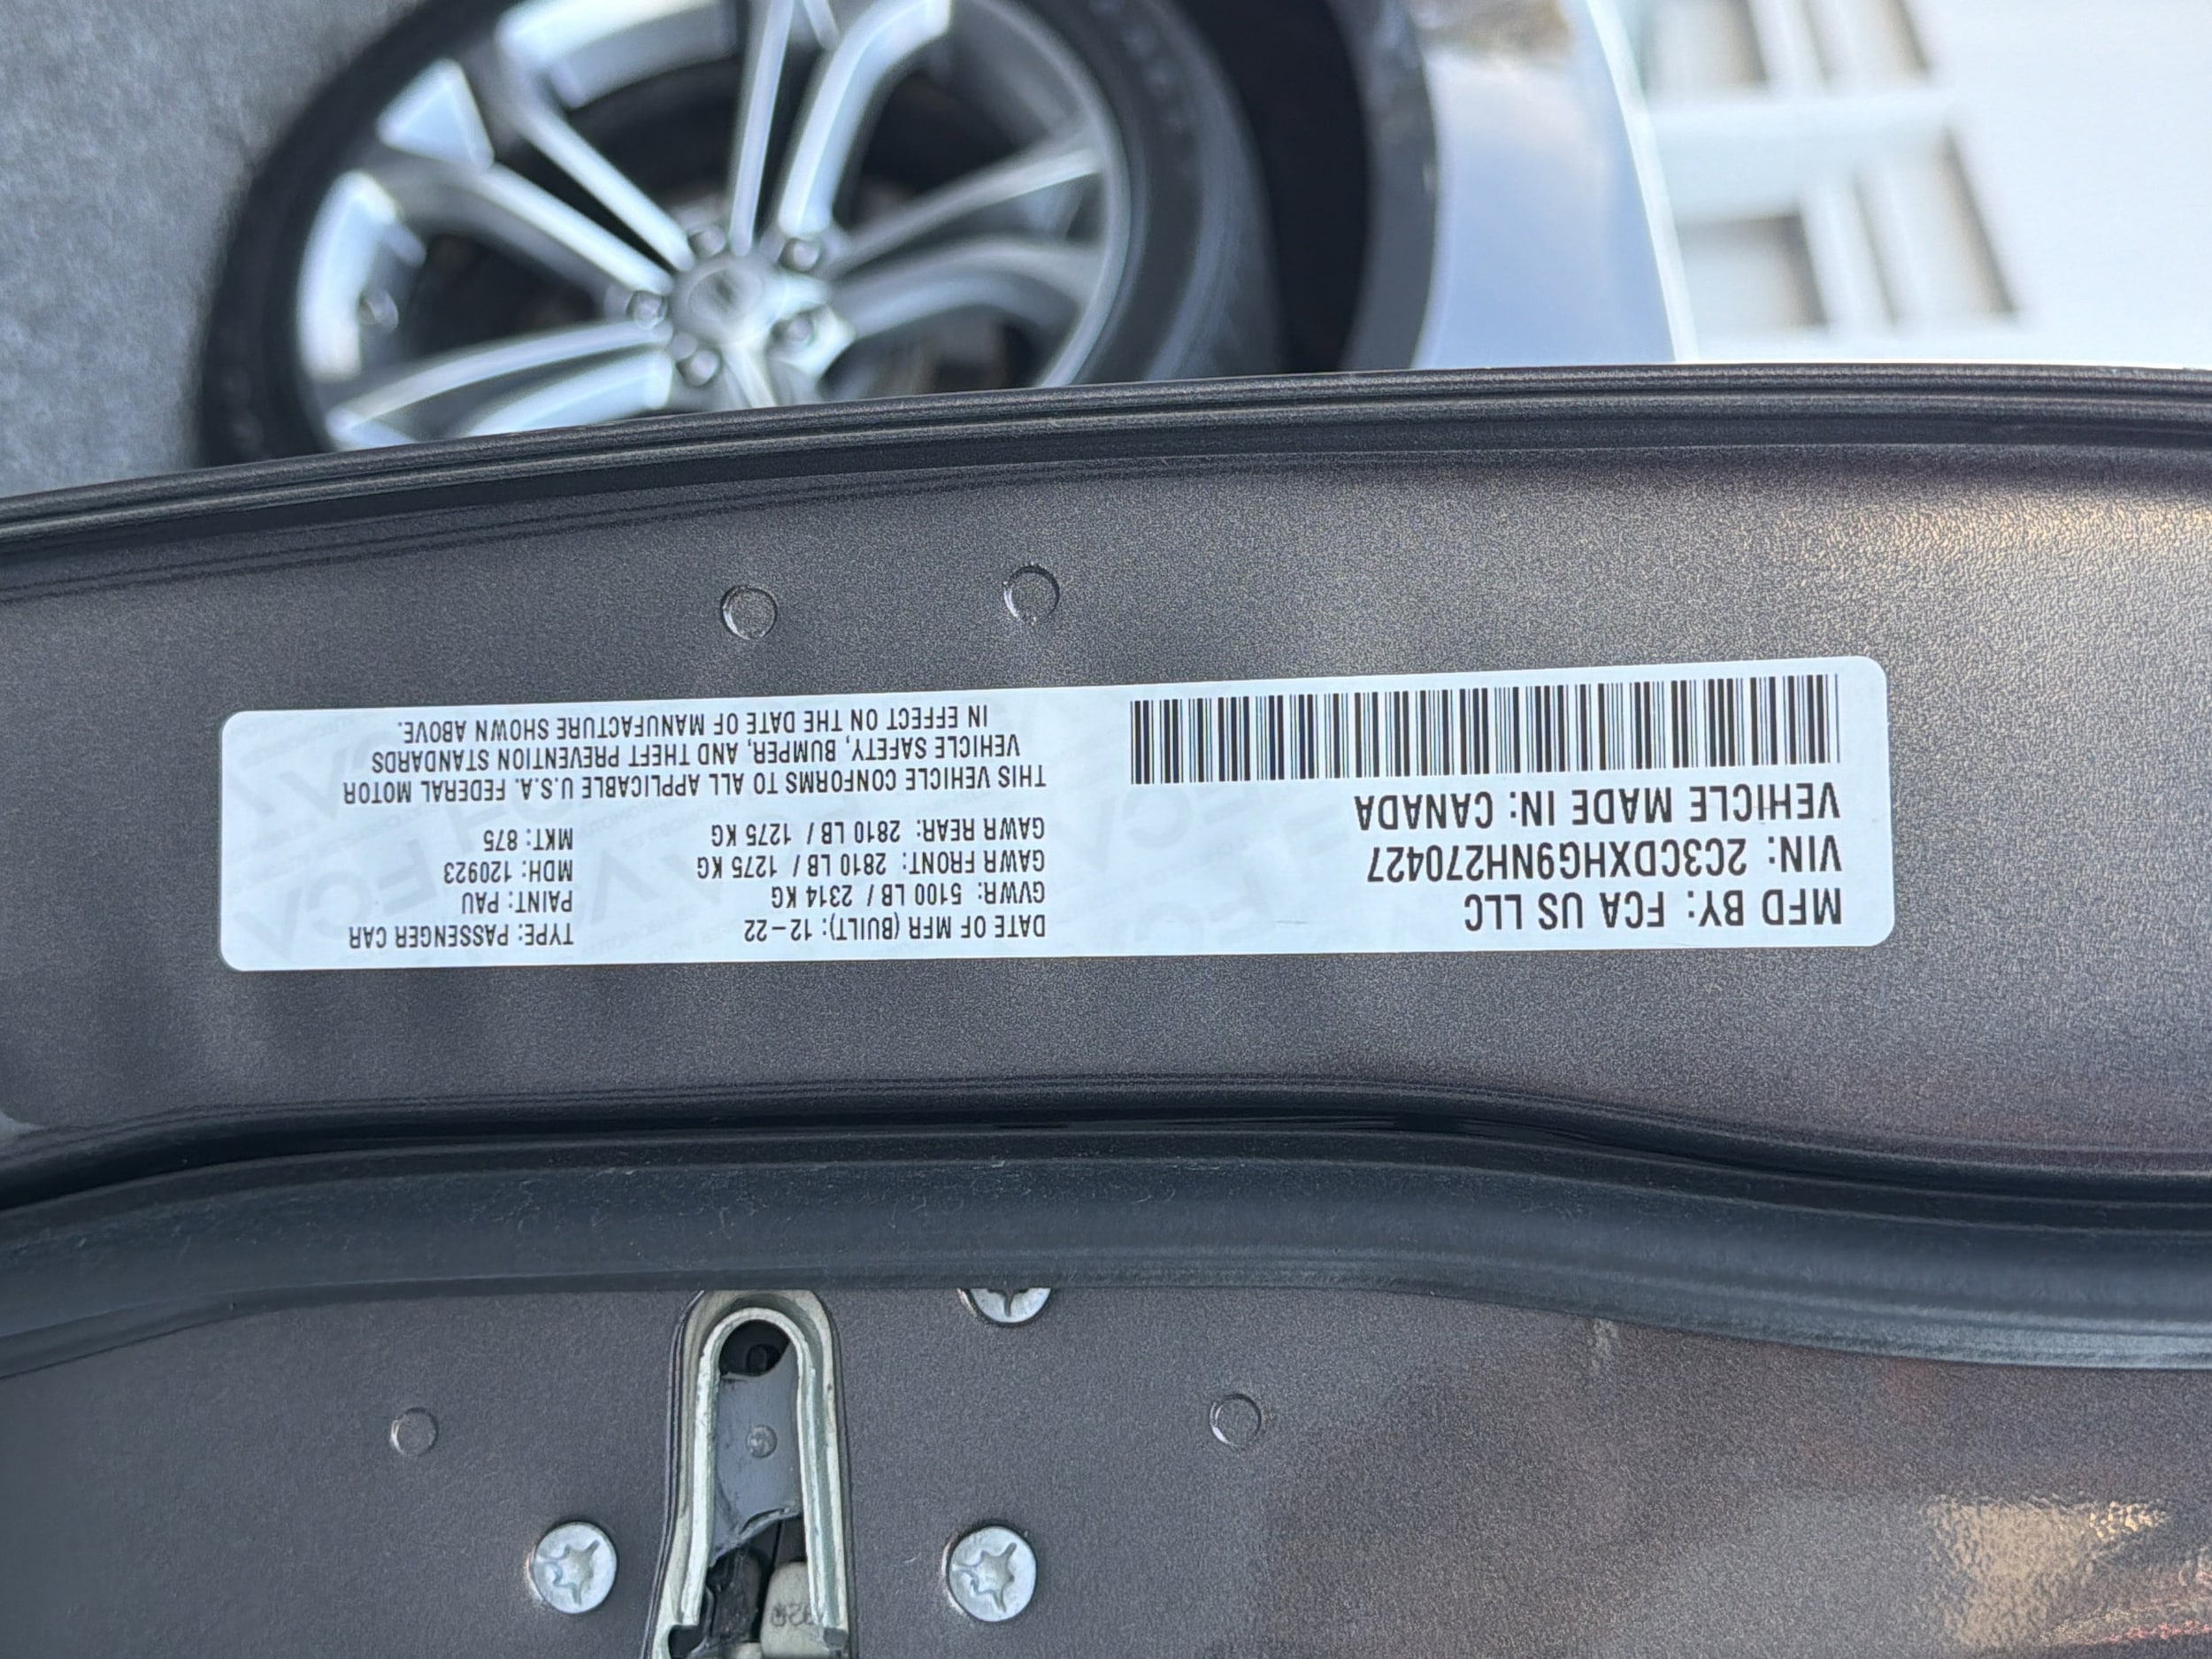 MFD BY: FCA US LLC
VIN: 2C3CDXHG9NH270427
VEHICLE MADE IN: CANADA
DATE OF MFR (BUILT): 12-22
GVWR: 5100 LB / 2314 KG
GAWR FRONT: 2810 LB / 1275 KG
GAWR REAR: 2810 LB / 1275 KG
TYPE: PASSENGER CAR
PAINT: PAU
MDH: 120923
MKT: 875
THIS VEHICLE CONFORMS TO ALL APPLICABLE U.S.A. FEDERAL MOTOR
VEHICLE SAFETY, BUMPER, AND THEFT PREVENTION STANDARDS
IN EFFECT ON THE DATE OF MANUFACTURE SHOWN ABOVE.